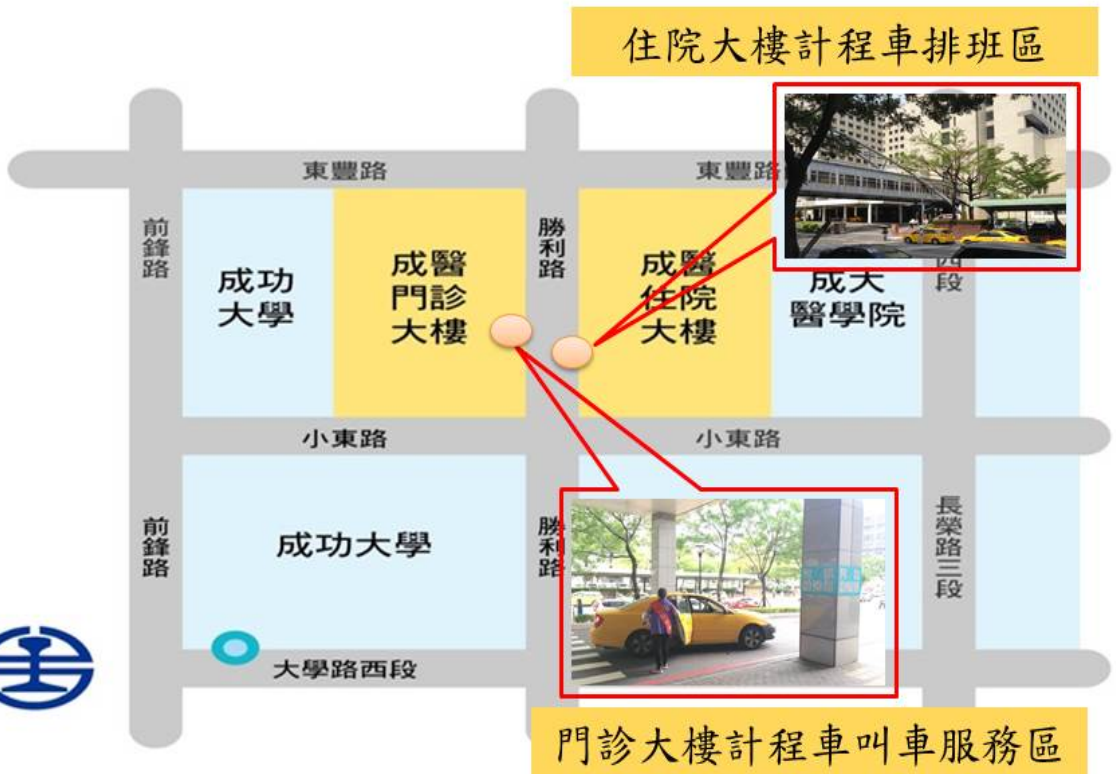 住院大樓計程車排班區
東豐路
東豐路
前鋒路
勝利路
四段
成功
大學
成醫
門診
大樓
成醫
住院
大樓
成大
醫學院
小東路
小東路
前鋒路
成功大學
勝利路
長榮路三段
大學路西段
門診大樓計程車叫車服務區